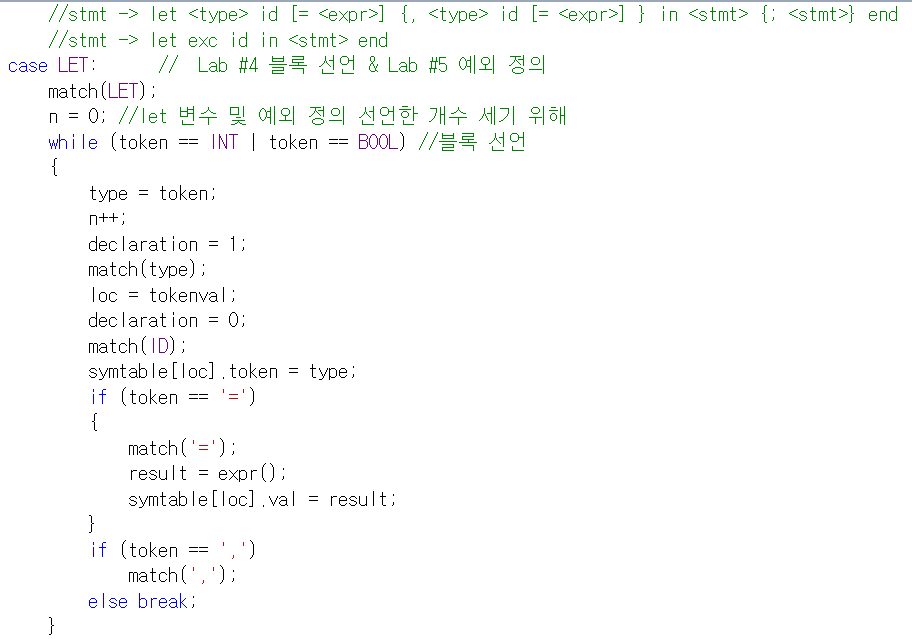 //stmt -> let <type> id [= <expr>] {, <type> id [= <expr>] } in <stmt> {; <stmt>} end
//stmt -> let exc id in <stmt> end
case LET: // Lab #4 블록 선언 & Lab #5 예외 정의
match(LET);
n = 0; //let 변수 및 예외 정의 선언한 개수 세기 위해
while (token == INT | token == BOOL) //블록 선언
{
type = token;
n++;
declaration = 1;
match(type);
loc = tokenval;
declaration = 0;
match(ID);
symtable[loc].token = type;
if (token == '=')
{
match('=');
result = expr();
symtable[loc].val = result;
}
if (token == ',')
match(',');
else break;
}